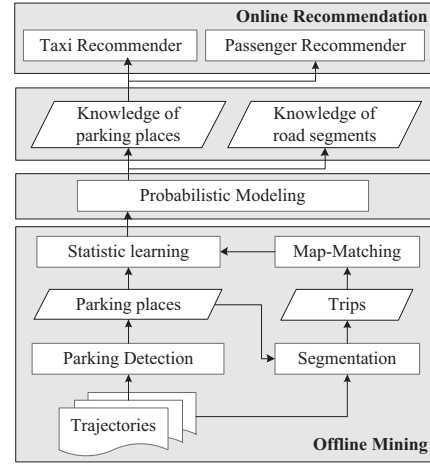 Online Recommendation
Taxi Recommender
Passenger Recommender
Knowledge of
parking places
Knowledge of
road segments
Probabilistic Modeling
Statistic learning
Map-Matching
Parking places
Trips
Parking Detection
Segmentation
Trajectories
Offline Mining